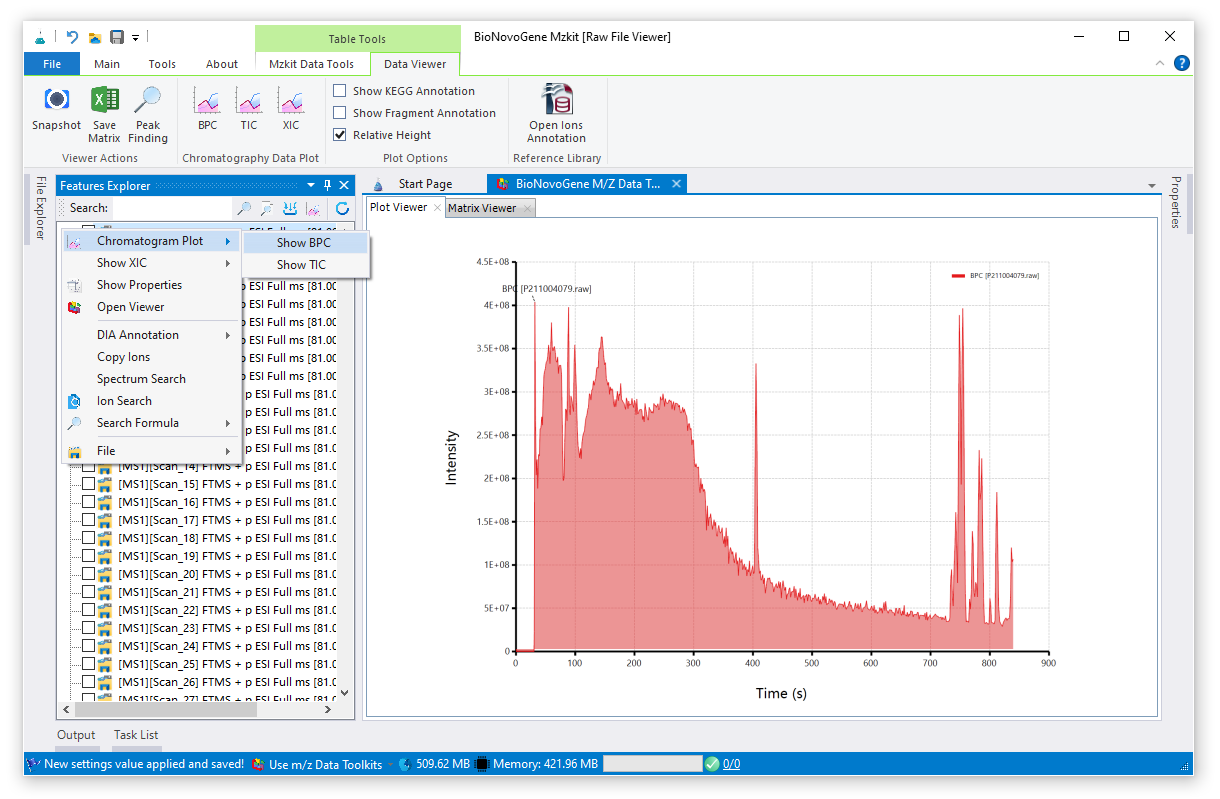 Table Tools
BioNovoGene Mzkit [Raw File Viewer]
File Main Tools About Mzkit Data Tools Data Viewer
Snapshot
Save Matrix
Peak Finding
Viewer Actions
BPC TIC XIC
Chromatography Data Plot
Show KEGG Annotation
Show Fragment Annotation
Relative Height
Plot Options
Open Ions Annotation
Reference Library
File Explorer
Features Explorer
Search:
Start Page
BioNovoGene M/Z Data T...
Plot Viewer
Matrix Viewer
Properties
Chromatogram Plot
Show XIC
Show Properties
Open Viewer
DIA Annotation
Copy Ions
Spectrum Search
Ion Search
Search Formula
File
Show BPC
Show TIC
p ESI Full ms [81.00
p ESI Full ms [81.00
p ESI Full ms [81.00
p ESI Full ms [81.00
p ESI Full ms [81.00
p ESI Full ms [81.00
p ESI Full ms [81.0(
p ESI Full ms [81.0(
p ESI Full ms [81.0(
p ESI Full ms [81.0(
[MS1][Scan_14] FTMS + p ESI Full ms [81.0(
[MS1][Scan_15] FTMS + p ESI Full ms [81.0(
[MS1][Scan_16] FTMS + p ESI Full ms [81.0(
[MS1][Scan_17] FTMS + p ESI Full ms [81.0(
[MS1][Scan_18] FTMS + p ESI Full ms [81.0(
[MS1][Scan_19] FTMS + p ESI Full ms [81.0(
[MS1][Scan_20] FTMS + p ESI Full ms [81.0(
[MS1][Scan_21] FTMS + p ESI Full ms [81.0(
[MS1][Scan_22] FTMS + p ESI Full ms [81.0(
[MS1][Scan_23] FTMS + p ESI Full ms [81.0(
[MS1][Scan_24] FTMS + p ESI Full ms [81.0(
[MS1][Scan_25] FTMS + p ESI Full ms [81.0(
[MS1][Scan_26] FTMS + p ESI Full ms [81.0(
[MS1][Scan_27] FTMS + p ESI Full ms [81.0(
BPC [P211004079.raw]
BPC [P211004079.raw]
4.5E+08
4E+08
3.5E+08
3E+08
2.5E+08
2E+08
1.5E+08
1E+08
5E+07
0
Intensity
0 100 200 300 400 500 600 700 800 900
Time (s)
Output Task List
New settings value applied and saved! Use m/z Data Toolkits 509.62 MB Memory: 421.96 MB 0/0